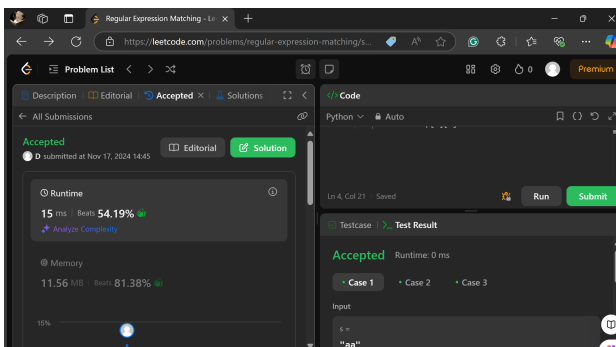 Regular Expression Matching - Le
https://leetcode.com/problems/regular-expression-matching/s...
Problem List
0
Premium
Description
Editorial
Accepted
Solutions
All Submissions
Accepted
D submitted at Nov 17, 2024 14:45
Editorial
Solution
Runtime
15 ms
Beats 54.19%
Analyze Complexity
Memory
11.56 MB
Beats 81.38%
15%
</> Code
Python
Auto
Ln 4, Col 21
Saved
Run
Submit
Testcase
>_ Test Result
Accepted
Runtime: 0 ms
• Case 1
• Case 2
• Case 3
Input
s =
"aa"